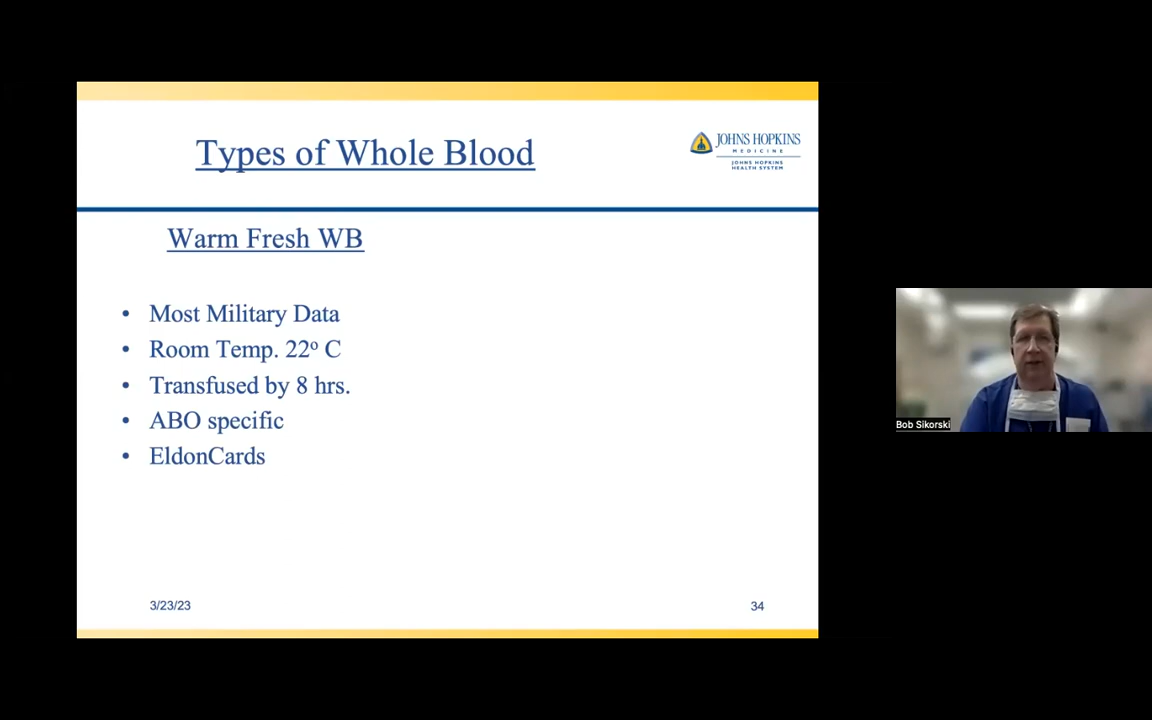 Types of Whole Blood
JOHNS HOPKINS
MEDICINE
JOHNS HOPKINS
HEALTH SYSTEM
Warm Fresh WB
• Most Military Data
• Room Temp. 22º C
• Transfused by 8 hrs.
• ABO specific
• EldonCards
Bob Sikorski
3/23/23
34